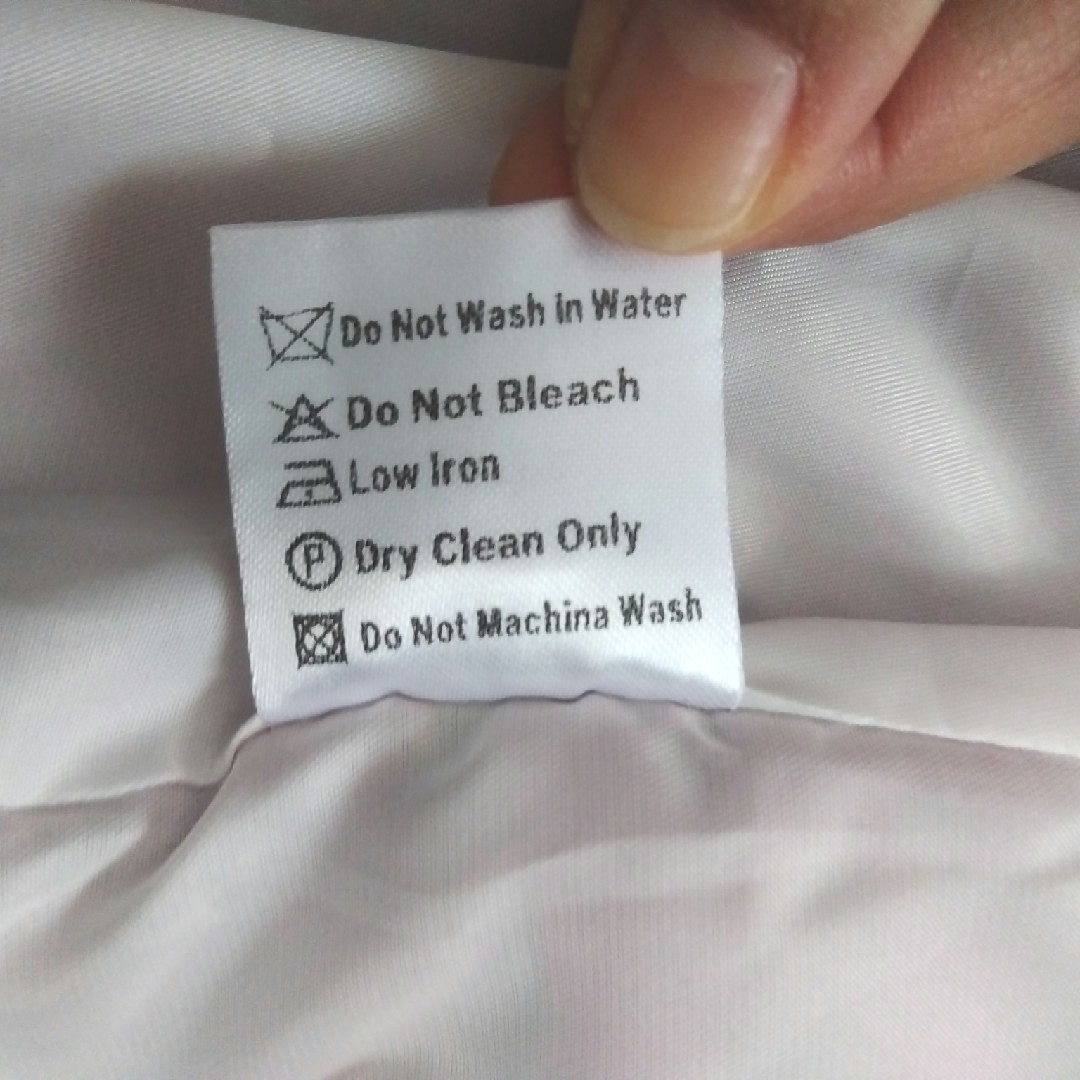 Do Not Wash in Water
Do Not Bleach
Low Iron
P Dry Clean Only
Do Not Machina Wash